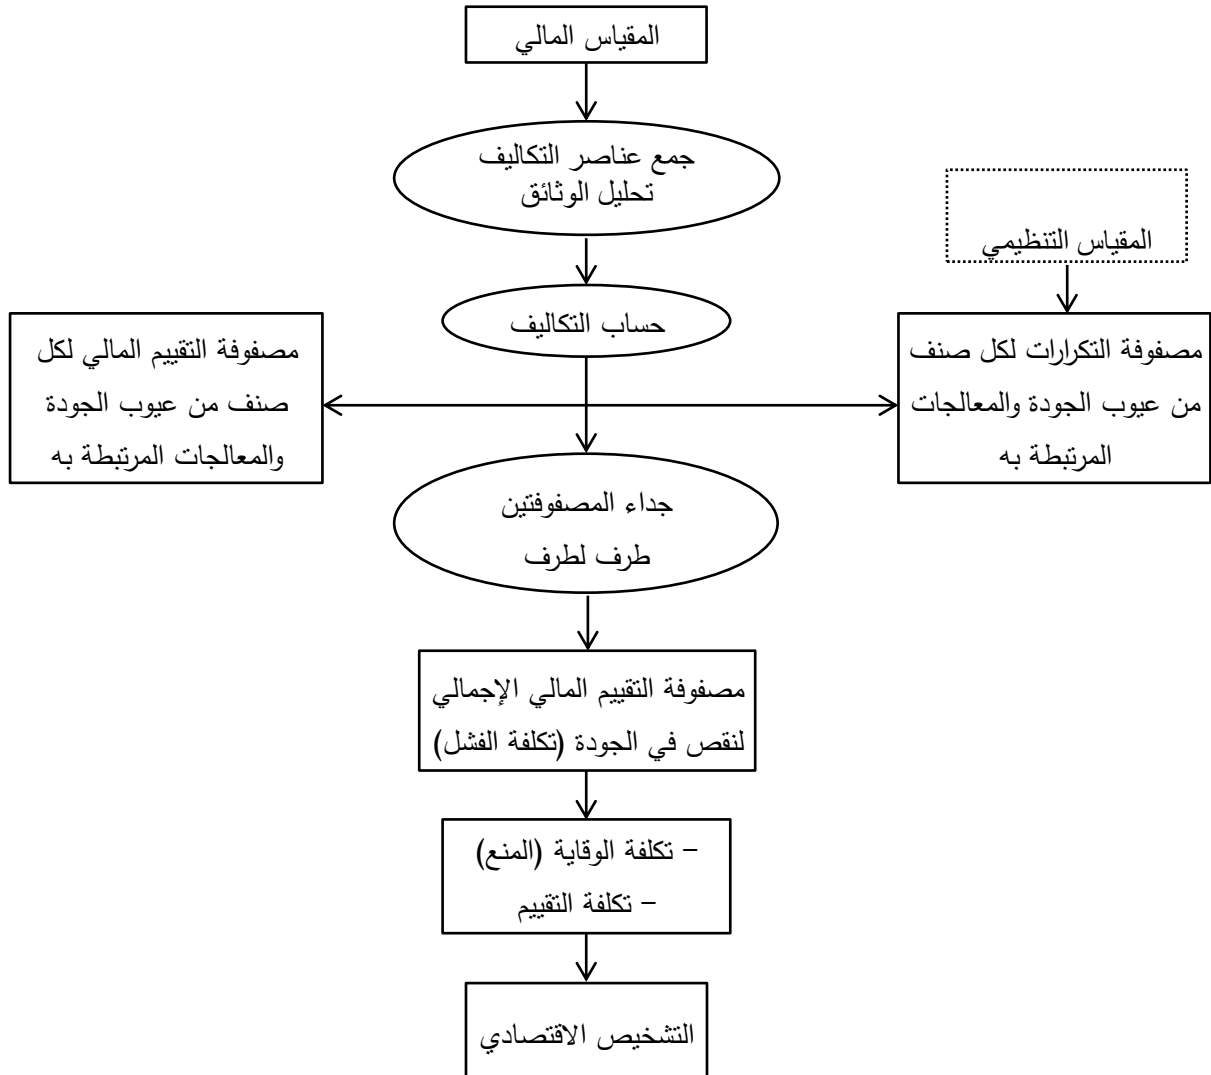 المقياس المالي
جمع عناصر التكاليف
تحليل الوثائق
المقياس التنظيمي
حساب التكاليف
مصفوفة التكرارات لكل صنف
من عيوب الجودة والمعالجات
المرتبطة به
مصفوفة التقييم المالي لكل
صنف من عيوب الجودة
والمعالجات المرتبطة به
جداء المصفوفتين
طرف لطرف
مصفوفة التقييم المالي الإجمالي
لنقص في الجودة (تكلفة الفشل)
– تكلفة الوقاية (المنع)
– تكلفة التقييم
التشخيص الاقتصادي